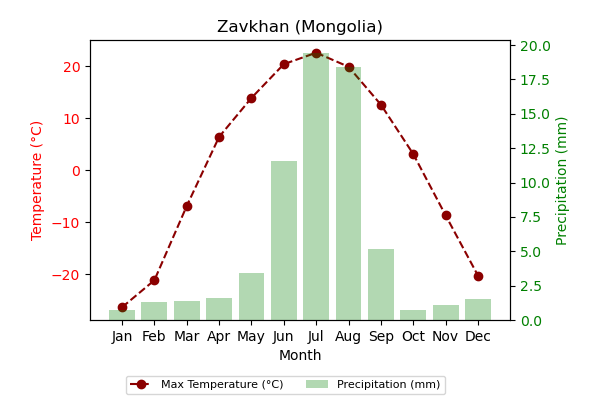 Zavkhan (Mongolia)
Temperature (°C)
20
10
0
−10
−20
20.0
17.5
15.0
12.5
10.0
7.5
5.0
2.5
0.0
Precipitation (mm)
Jan Feb Mar Apr May Jun Jul Aug Sep Oct Nov Dec
Month
Max Temperature (°C) Precipitation (mm)